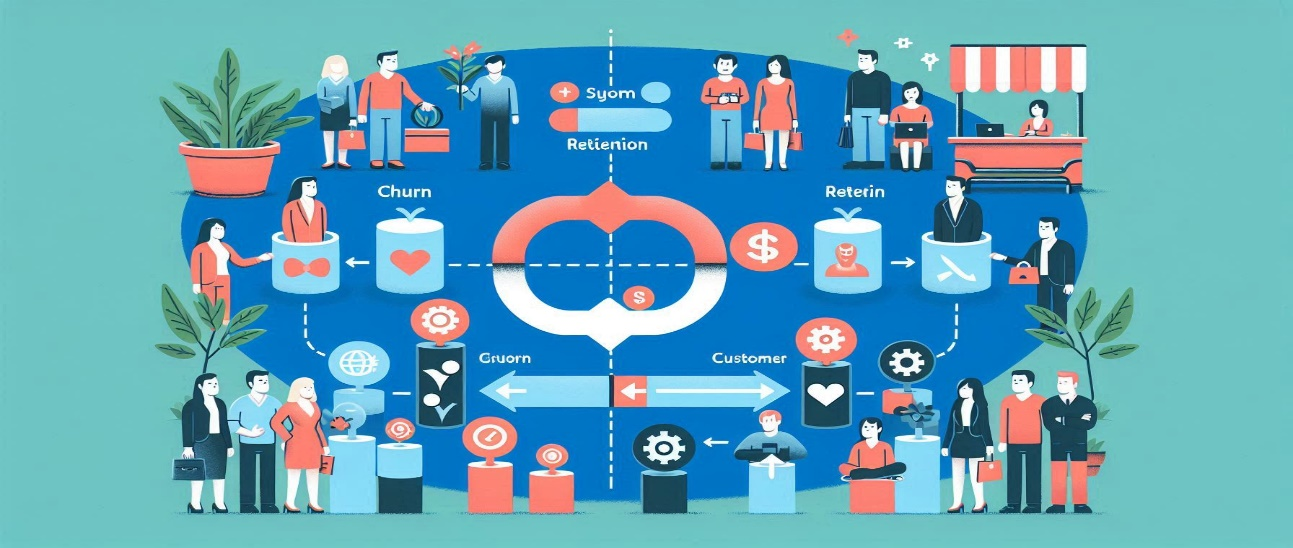 Syom
Retienion
Churn
Reterin
$
$
Gruorn
Customer